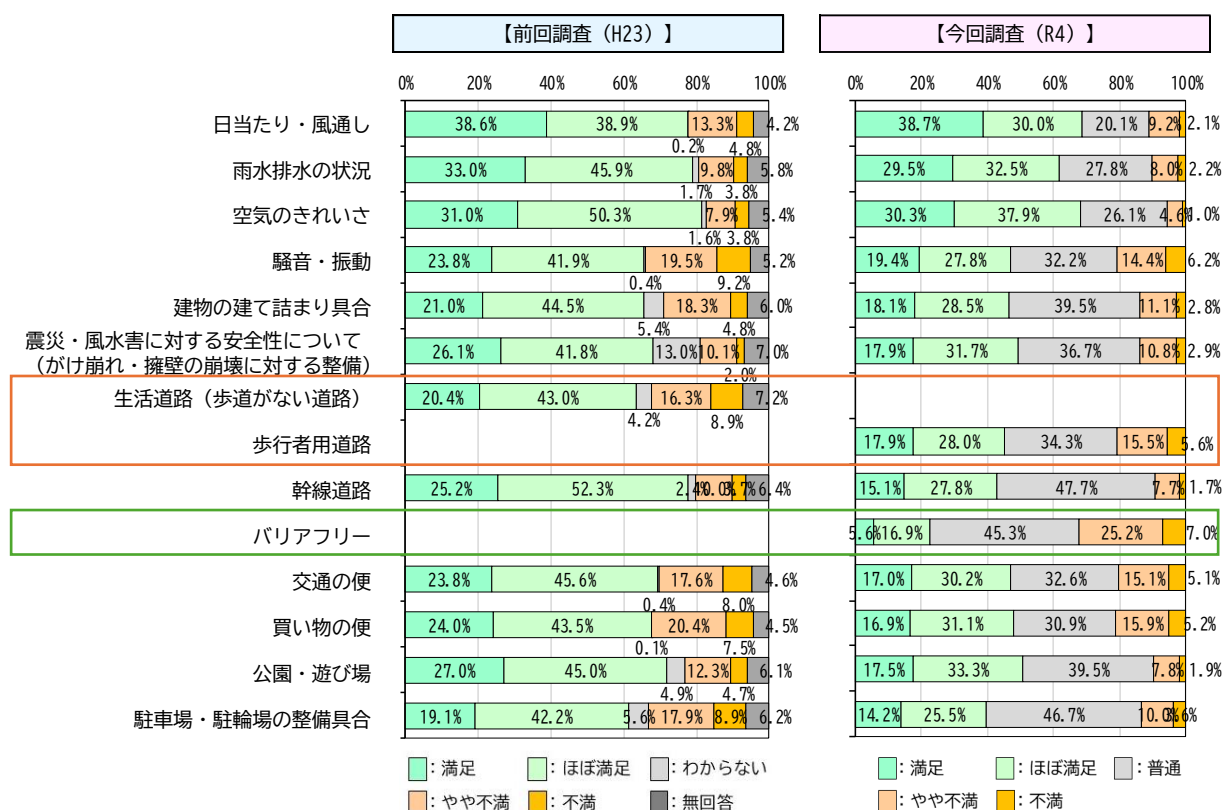 【前回調査（H23）】 【今回調査（R4）】
0% 20% 40% 60% 80% 100% 0% 20% 40% 60% 80% 100%
日当たり・風通し 38.6% 38.9% 0.2% 13.3% 4.8% 4.2% 38.7% 30.0% 20.1% 9.2% 2.1%
雨水排水の状況 33.0% 45.9% 1.7% 9.8% 3.8% 5.8% 29.5% 32.5% 27.8% 8.0% 2.2%
空気のきれいさ 31.0% 50.3% 1.6% 7.9% 3.8% 5.4% 30.3% 37.9% 26.1% 4.6% 1.0%
騒音・振動 23.8% 41.9% 0.4% 19.5% 9.2% 5.2% 19.4% 27.8% 32.2% 14.4% 6.2%
建物の建て詰まり具合 21.0% 44.5% 5.4% 18.3% 4.8% 6.0% 18.1% 28.5% 39.5% 11.1% 2.8%
震災・風水害に対する安全性について
（がけ崩れ・擁壁の崩壊に対する整備） 26.1% 41.8% 13.0% 10.1% 2.0% 7.0% 17.9% 31.7% 36.7% 10.8% 2.9%
生活道路（歩道がない道路） 20.4% 43.0% 4.2% 16.3% 8.9% 7.2%
歩行者用道路 17.9% 28.0% 34.3% 15.5% 5.6%
幹線道路 25.2% 52.3% 2.4% 10.0% 3.7% 6.4% 15.1% 27.8% 47.7% 7.7% 1.7%
バリアフリー 5.6% 16.9% 45.3% 25.2% 7.0%
交通の便 23.8% 45.6% 0.4% 17.6% 8.0% 4.6% 17.0% 30.2% 32.6% 15.1% 5.1%
買い物の便 24.0% 43.5% 0.1% 20.4% 7.5% 4.5% 16.9% 31.1% 30.9% 15.9% 5.2%
公園・遊び場 27.0% 45.0% 4.9% 12.3% 4.7% 6.1% 17.5% 33.3% 39.5% 7.8% 1.9%
駐車場・駐輪場の整備具合 19.1% 42.2% 5.6% 17.9% 8.9% 6.2% 14.2% 25.5% 46.7% 10.0% 3.6%
：満足 ：ほぼ満足 ：わからない ：満足 ：ほぼ満足 ：普通
：やや不満 ：不満 ：無回答 ：やや不満 ：不満